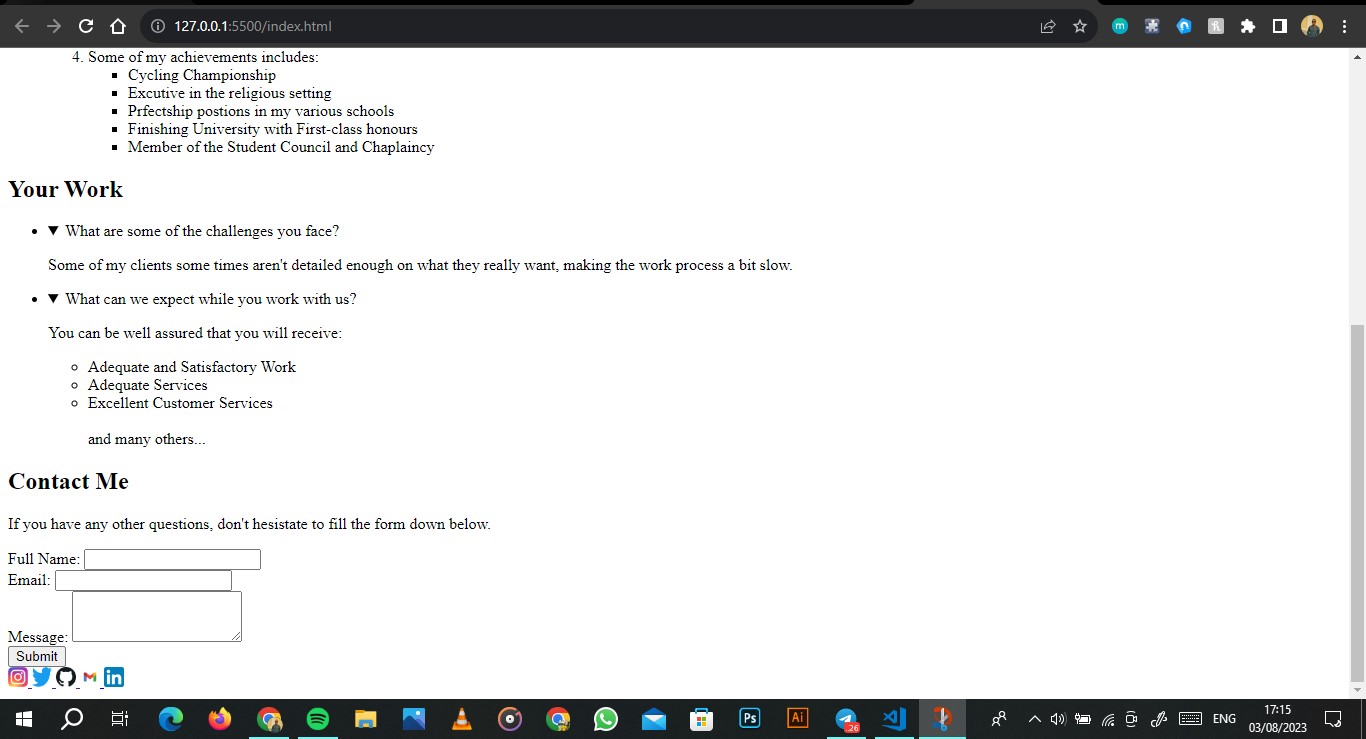 127.0.0.1:5500/index.html
4. Some of my achievements includes:
Cycling Championship
Excutive in the religious setting
Prfectship postions in my various schools
Finishing University with First-class honours
Member of the Student Council and Chaplaincy
Your Work
What are some of the challenges you face?
Some of my clients some times aren't detailed enough on what they really want, making the work process a bit slow.
What can we expect while you work with us?
You can be well assured that you will receive:
Adequate and Satisfactory Work
Adequate Services
Excellent Customer Services
and many others...
Contact Me
If you have any other questions, don't hesistate to fill the form down below.
Full Name:
Email:
Message:
Submit
in
Ps
Ai
26
ENG
17:15
03/08/2023